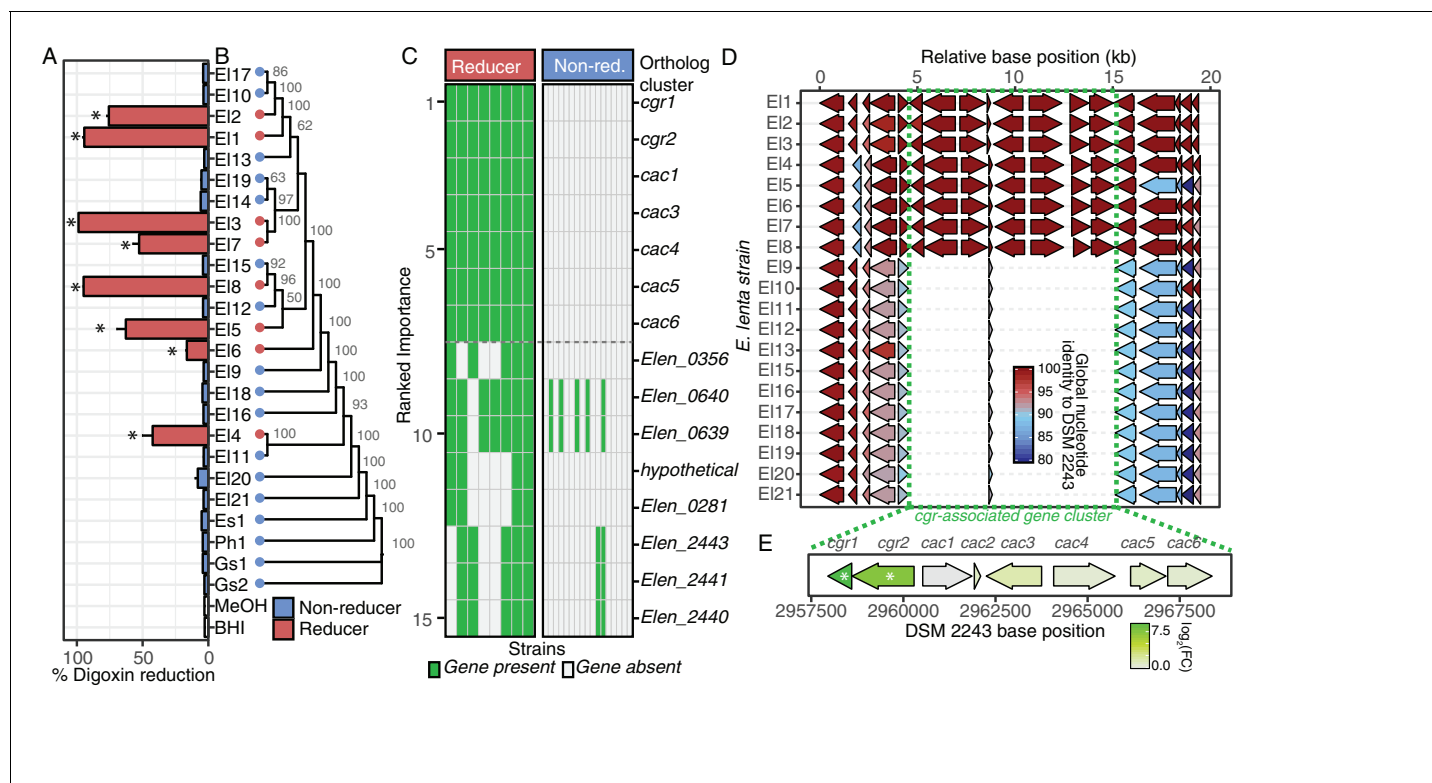 A
B
El17
El10
El2
El1
El13
El19
El14
El3
El7
El15
El8
El12
El5
El6
El9
El18
El16
El4
El11
El20
El21
Es1
Ph1
Gs1
Gs2
MeOH
BHI
*
*
*
*
*
*
*
*
86
100
100
62
63
97
100
100
92
96
50
100
100
100
93
100
100
100
100
100
100
Non-reducer
Reducer
100 50 0
% Digoxin reduction
C
Reducer
Non-red.
Ortholog
cluster
Ranked Importance
1
5
10
15
cgr1
cgr2
cac1
cac3
cac4
cac5
cac6
Elen_0356
Elen_0640
Elen_0639
hypothetical
Elen_0281
Elen_2443
Elen_2441
Elen_2440
Strains
Gene present
Gene absent
D
Relative base position (kb)
0 5 10 15 20
E. lenta strain
El1
El2
El3
El4
El5
El6
El7
El8
El9
El10
El11
El12
El13
El15
El16
El17
El18
El19
El20
El21
Global nucleotide
identity to DSM 2243
100
95
90
85
80
cgr-associated gene cluster
E
cgr1 cgr2 cac1 cac2 cac3 cac4 cac5 cac6
* *
2957500 2960000 2962500 2965000 2967500
DSM 2243 base position
7.5
0.0
log2(FC)